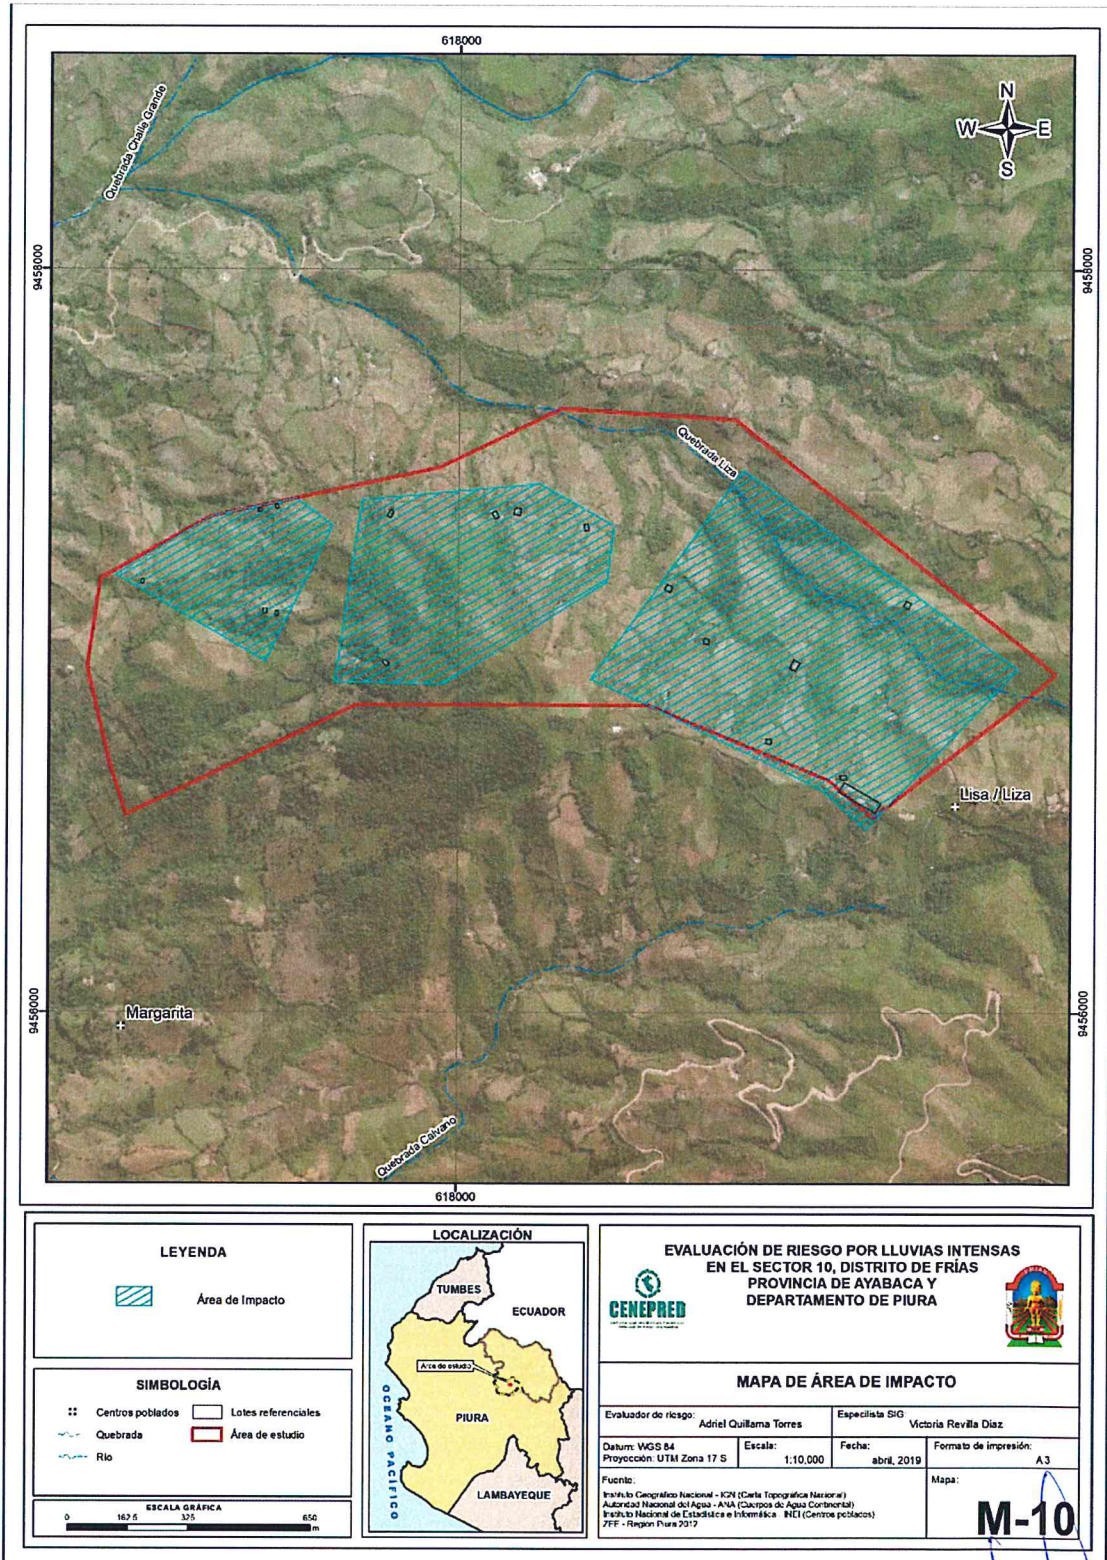 618000
Quebrada Challe Grande
N
W E
S
9458000
9458000
Quebrada Liza
Lisa / Liza
9456000
9456000
Margarita
Quebrada Calvario
618000
LEYENDA
Área de Impacto
SIMBOLOGÍA
Centros poblados
Lotes referenciales
Quebrada
Área de estudio
Río
ESCALA GRÁFICA
0 162.5 325 650
m
LOCALIZACIÓN
TUMBES
ECUADOR
Área de estudio
PIURA
OCEANO PACÍFICO
LAMBAYEQUE
CENEPRED
EVALUACIÓN DE RIESGO POR LLUVIAS INTENSAS
EN EL SECTOR 10, DISTRITO DE FRÍAS
PROVINCIA DE AYABACA Y
DEPARTAMENTO DE PIURA
MAPA DE ÁREA DE IMPACTO
Evaluador de riesgo:
Adriel Quillama Torres
Especilista SIG:
Victoria Revilla Díaz
Datum: WGS 84
Proyección: UTM Zona 17 S
Escala:
1:10,000
Fecha:
abril, 2019
Formato de impresión:
A 3
Fuente:
Instituto Geográfico Nacional - IGN (Carta Topográfica Nacional)
Autoridad Nacional del Agua - ANA (Cuerpos de Agua Continental)
Instituto Nacional de Estadística e Informática - INEI (Centros poblados)
ZEE - Región Piura 2012
Mapa:
M-10